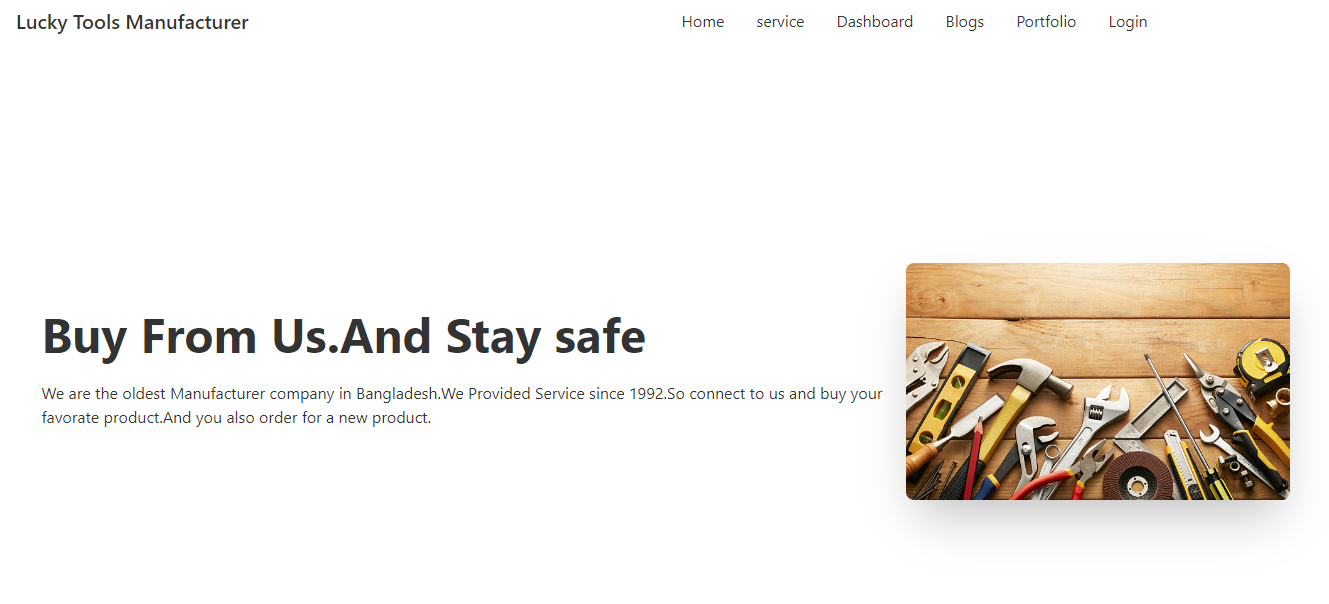 Lucky Tools Manufacturer
Home service Dashboard Blogs Portfolio Login
Buy From Us.And Stay safe
We are the oldest Manufacturer company in Bangladesh.We Provided Service since 1992.So connect to us and buy your
favorate product.And you also order for a new product.